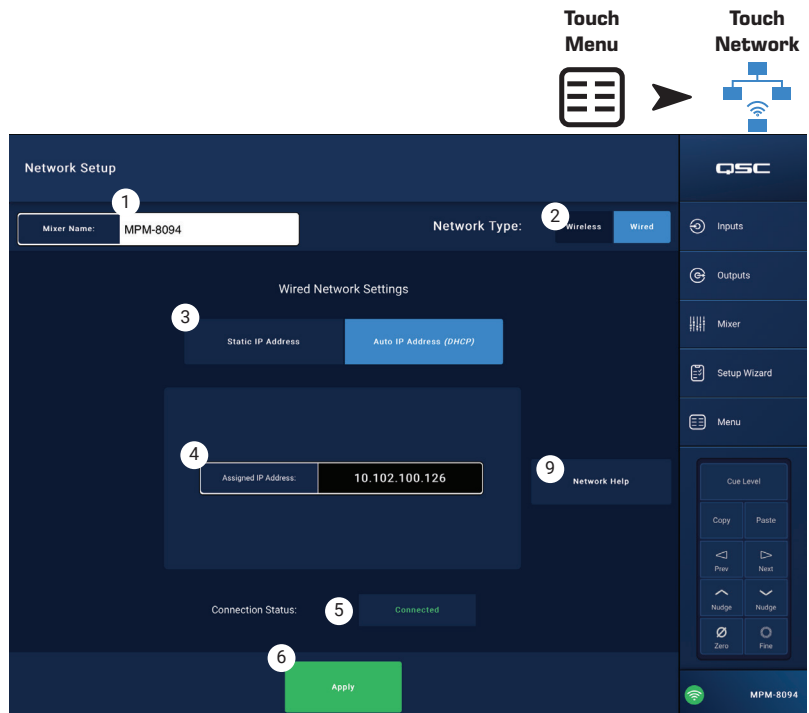 Touch
Menu
Touch
Network
Network Setup
QSC
1
Mixer Name:
MPM-8094
Network Type:
2
Wireless
Wired
Inputs
Outputs
Wired Network Settings
3
Static IP Address
Auto IP Address (DHCP)
Mixer
Setup Wizard
Menu
4
Assigned IP Address:
10.102.100.126
9
Network Help
Cue Level
Copy
Paste
Prev
Next
Nudge
Nudge
Zero
Fine
Connection Status:
5
Connected
6
Apply
MPM-8094